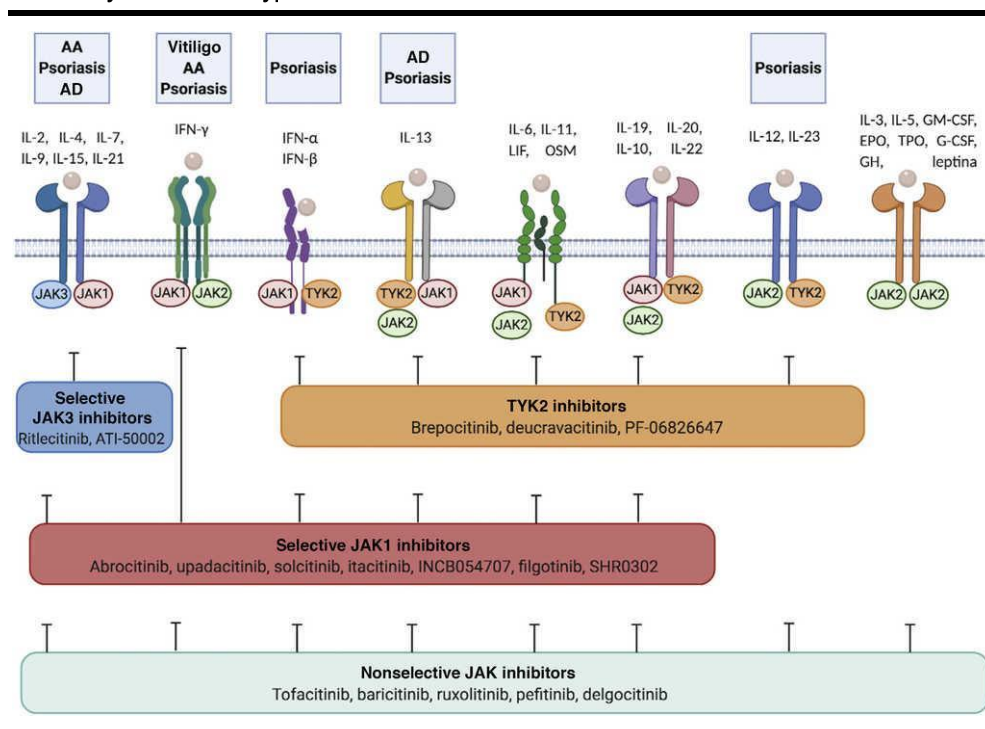 AA
Psoriasis
AD
Vitiligo
AA
Psoriasis
Psoriasis
AD
Psoriasis
Psoriasis
IL-2, IL-4, IL-7,
IL-9, IL-15, IL-21
IFN-γ
IFN-α
IFN-β
IL-13
IL-6, IL-11,
LIF, OSM
IL-19, IL-20,
IL-10, IL-22
IL-12, IL-23
IL-3, IL-5, GM-CSF,
EPO, TPO, G-CSF,
GH, leptina
JAK3 JAK1
JAK1 JAK2
JAK1 TYK2
TYK2 JAK1
JAK2
JAK1
JAK2
TYK2
JAK1 TYK2
JAK2
JAK2 TYK2
JAK2 JAK2
Selective
JAK3 inhibitors
Ritlecitinib, ATI-50002
TYK2 inhibitors
Brepocitinib, deucravacitinib, PF-06826647
Selective JAK1 inhibitors
Abrocitinib, upadacitinib, solcitinib, itacitinib, INCB054707, filgotinib, SHR0302
Nonselective JAK inhibitors
Tofacitinib, baricitinib, ruxolitinib, pefitinib, delgocitinib